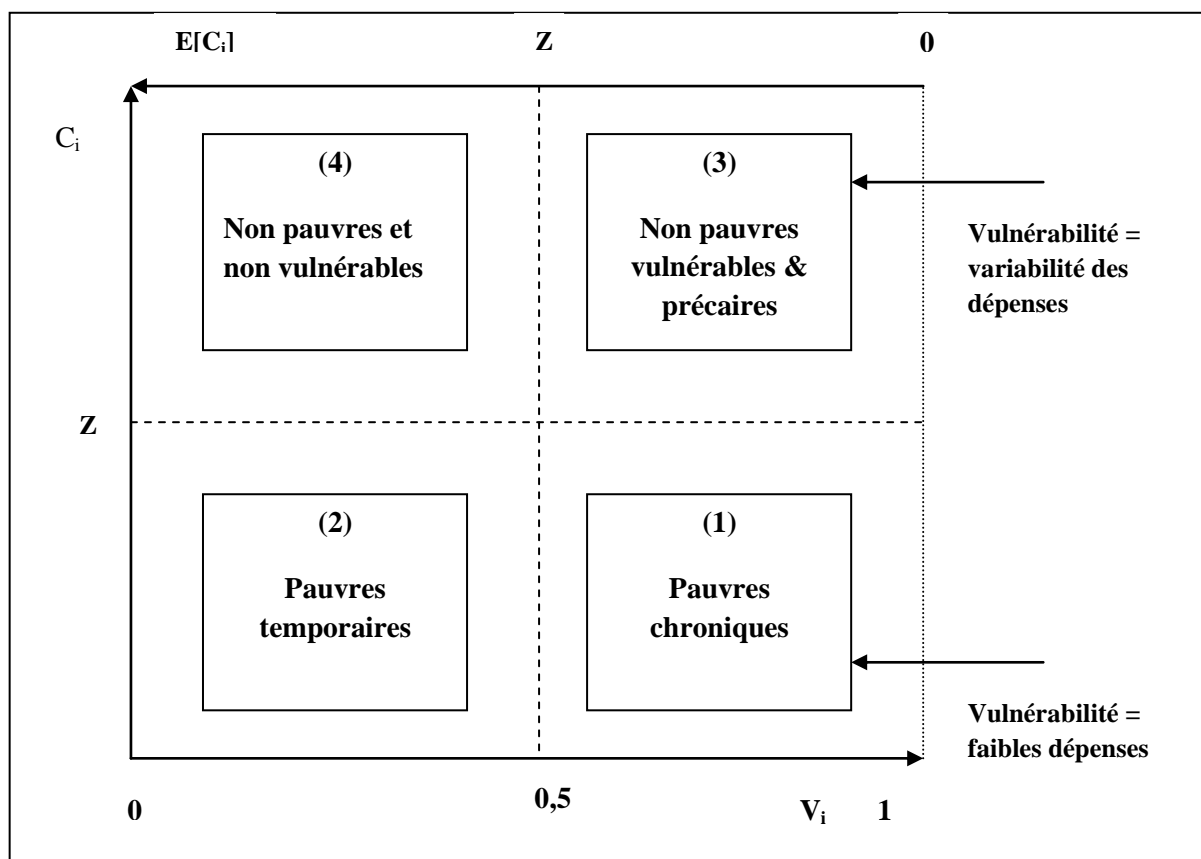 E[Cᵢ] Z 0
Cᵢ
(4)
Non pauvres et
non vulnérables
(3)
Non pauvres
vulnérables &
précaires
Vulnérabilité =
variabilité des
dépenses
Z
(2)
Pauvres
temporaires
(1)
Pauvres
chroniques
Vulnérabilité =
faibles dépenses
0 0,5 Vᵢ 1